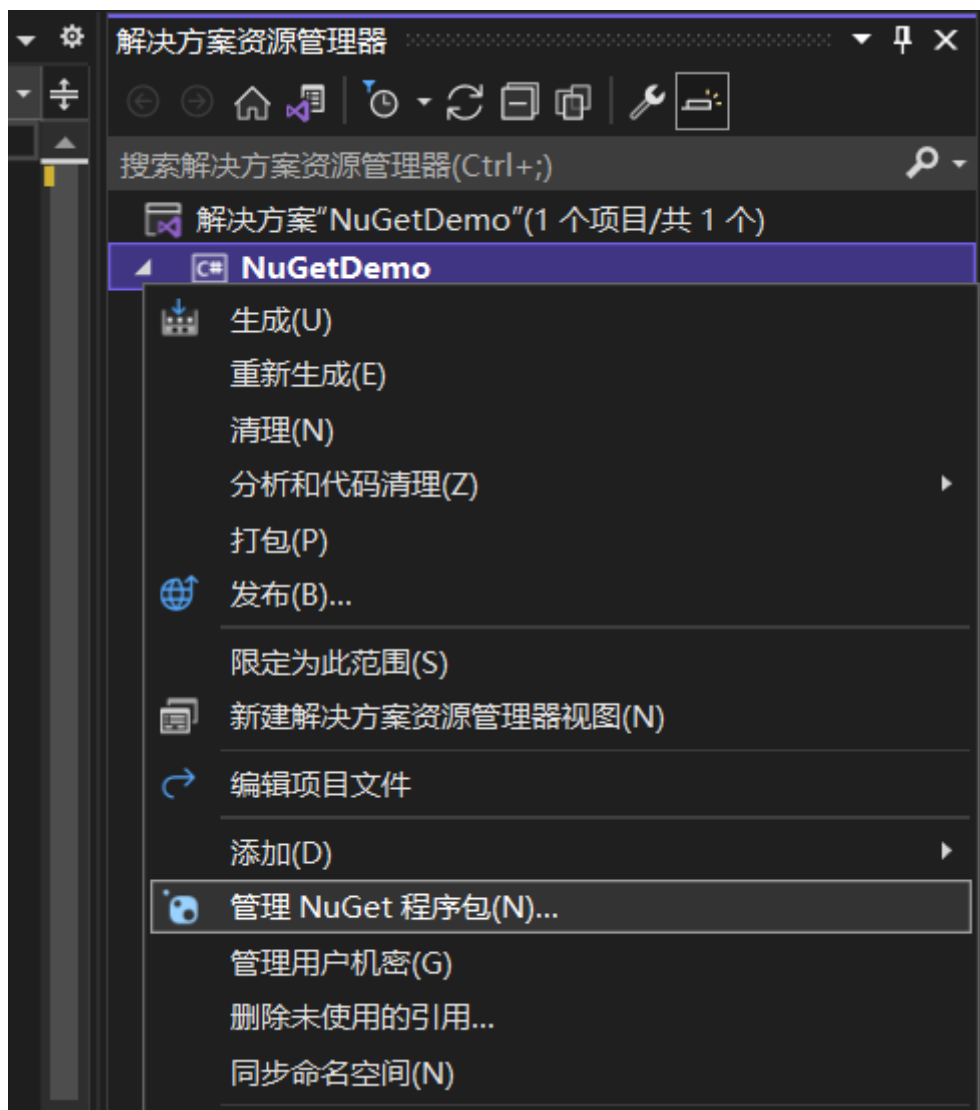 解决方案资源管理器
搜索解决方案资源管理器(Ctrl+;)
解决方案"NuGetDemo"(1 个项目/共 1 个)
C# NuGetDemo
生成(U)
重新生成(E)
清理(N)
分析和代码清理(Z)
打包(P)
发布(B)...
限定为此范围(S)
新建解决方案资源管理器视图(N)
编辑项目文件
添加(D)
管理 NuGet 程序包(N)...
管理用户机密(G)
删除未使用的引用...
同步命名空间(N)